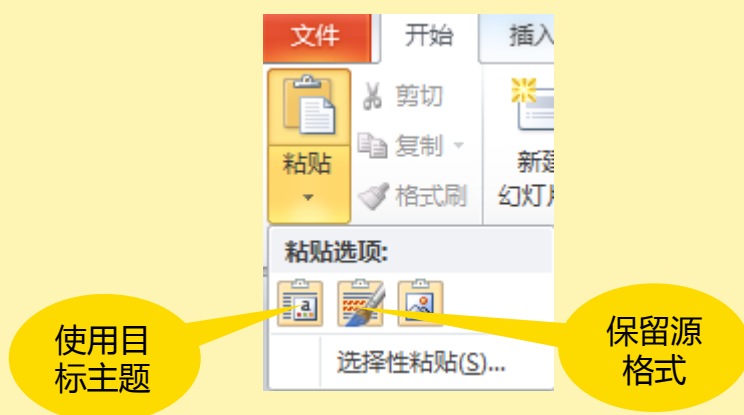 文件 开始 插入
剪切
复制
粘贴 新建
格式刷 幻灯片
粘贴选项:
a
使用目
标主题
保留源
格式
选择性粘贴(S)...